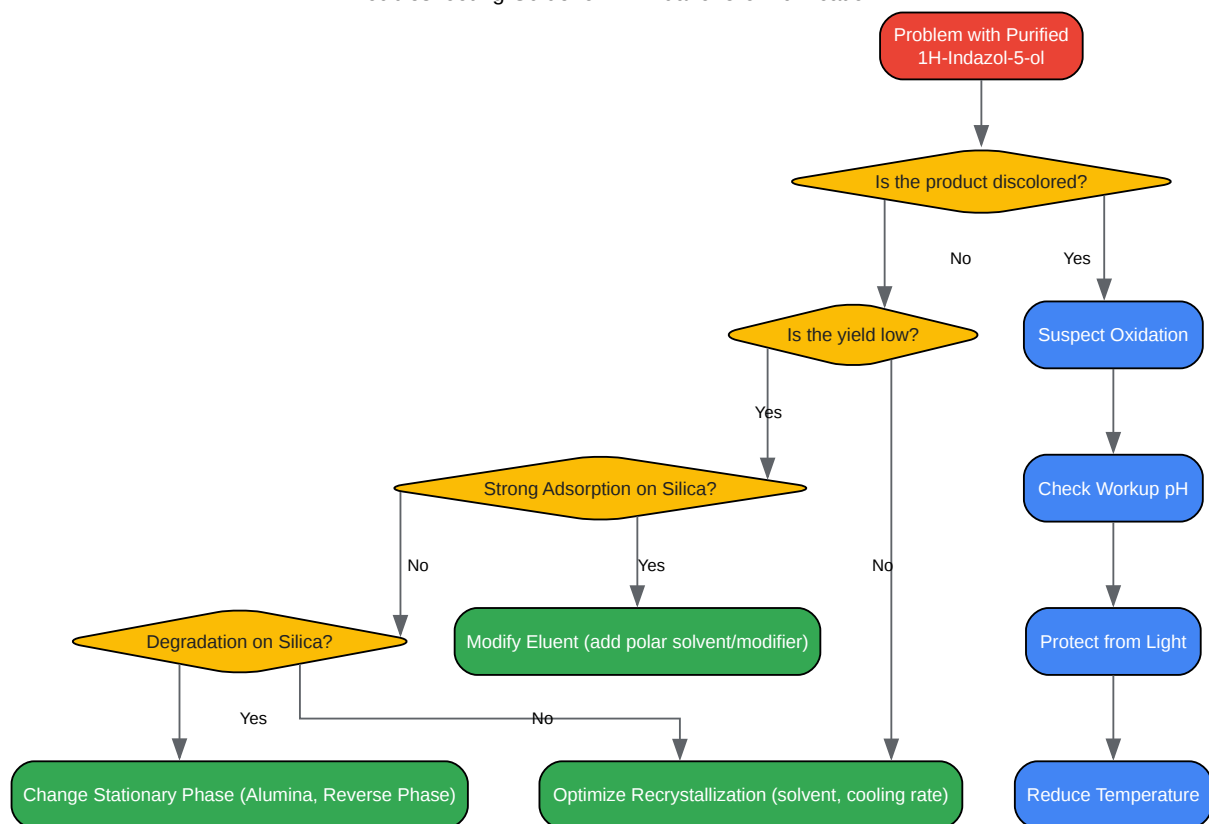 Problem with Purified
1H-Indazol-5-ol
Is the product discolored?
No
Yes
Is the yield low?
Suspect Oxidation
Yes
Strong Adsorption on Silica?
Check Workup pH
No
Yes
No
Degradation on Silica?
Modify Eluent (add polar solvent/modifier)
Protect from Light
Yes
No
Change Stationary Phase (Alumina, Reverse Phase)
Optimize Recrystallization (solvent, cooling rate)
Reduce Temperature